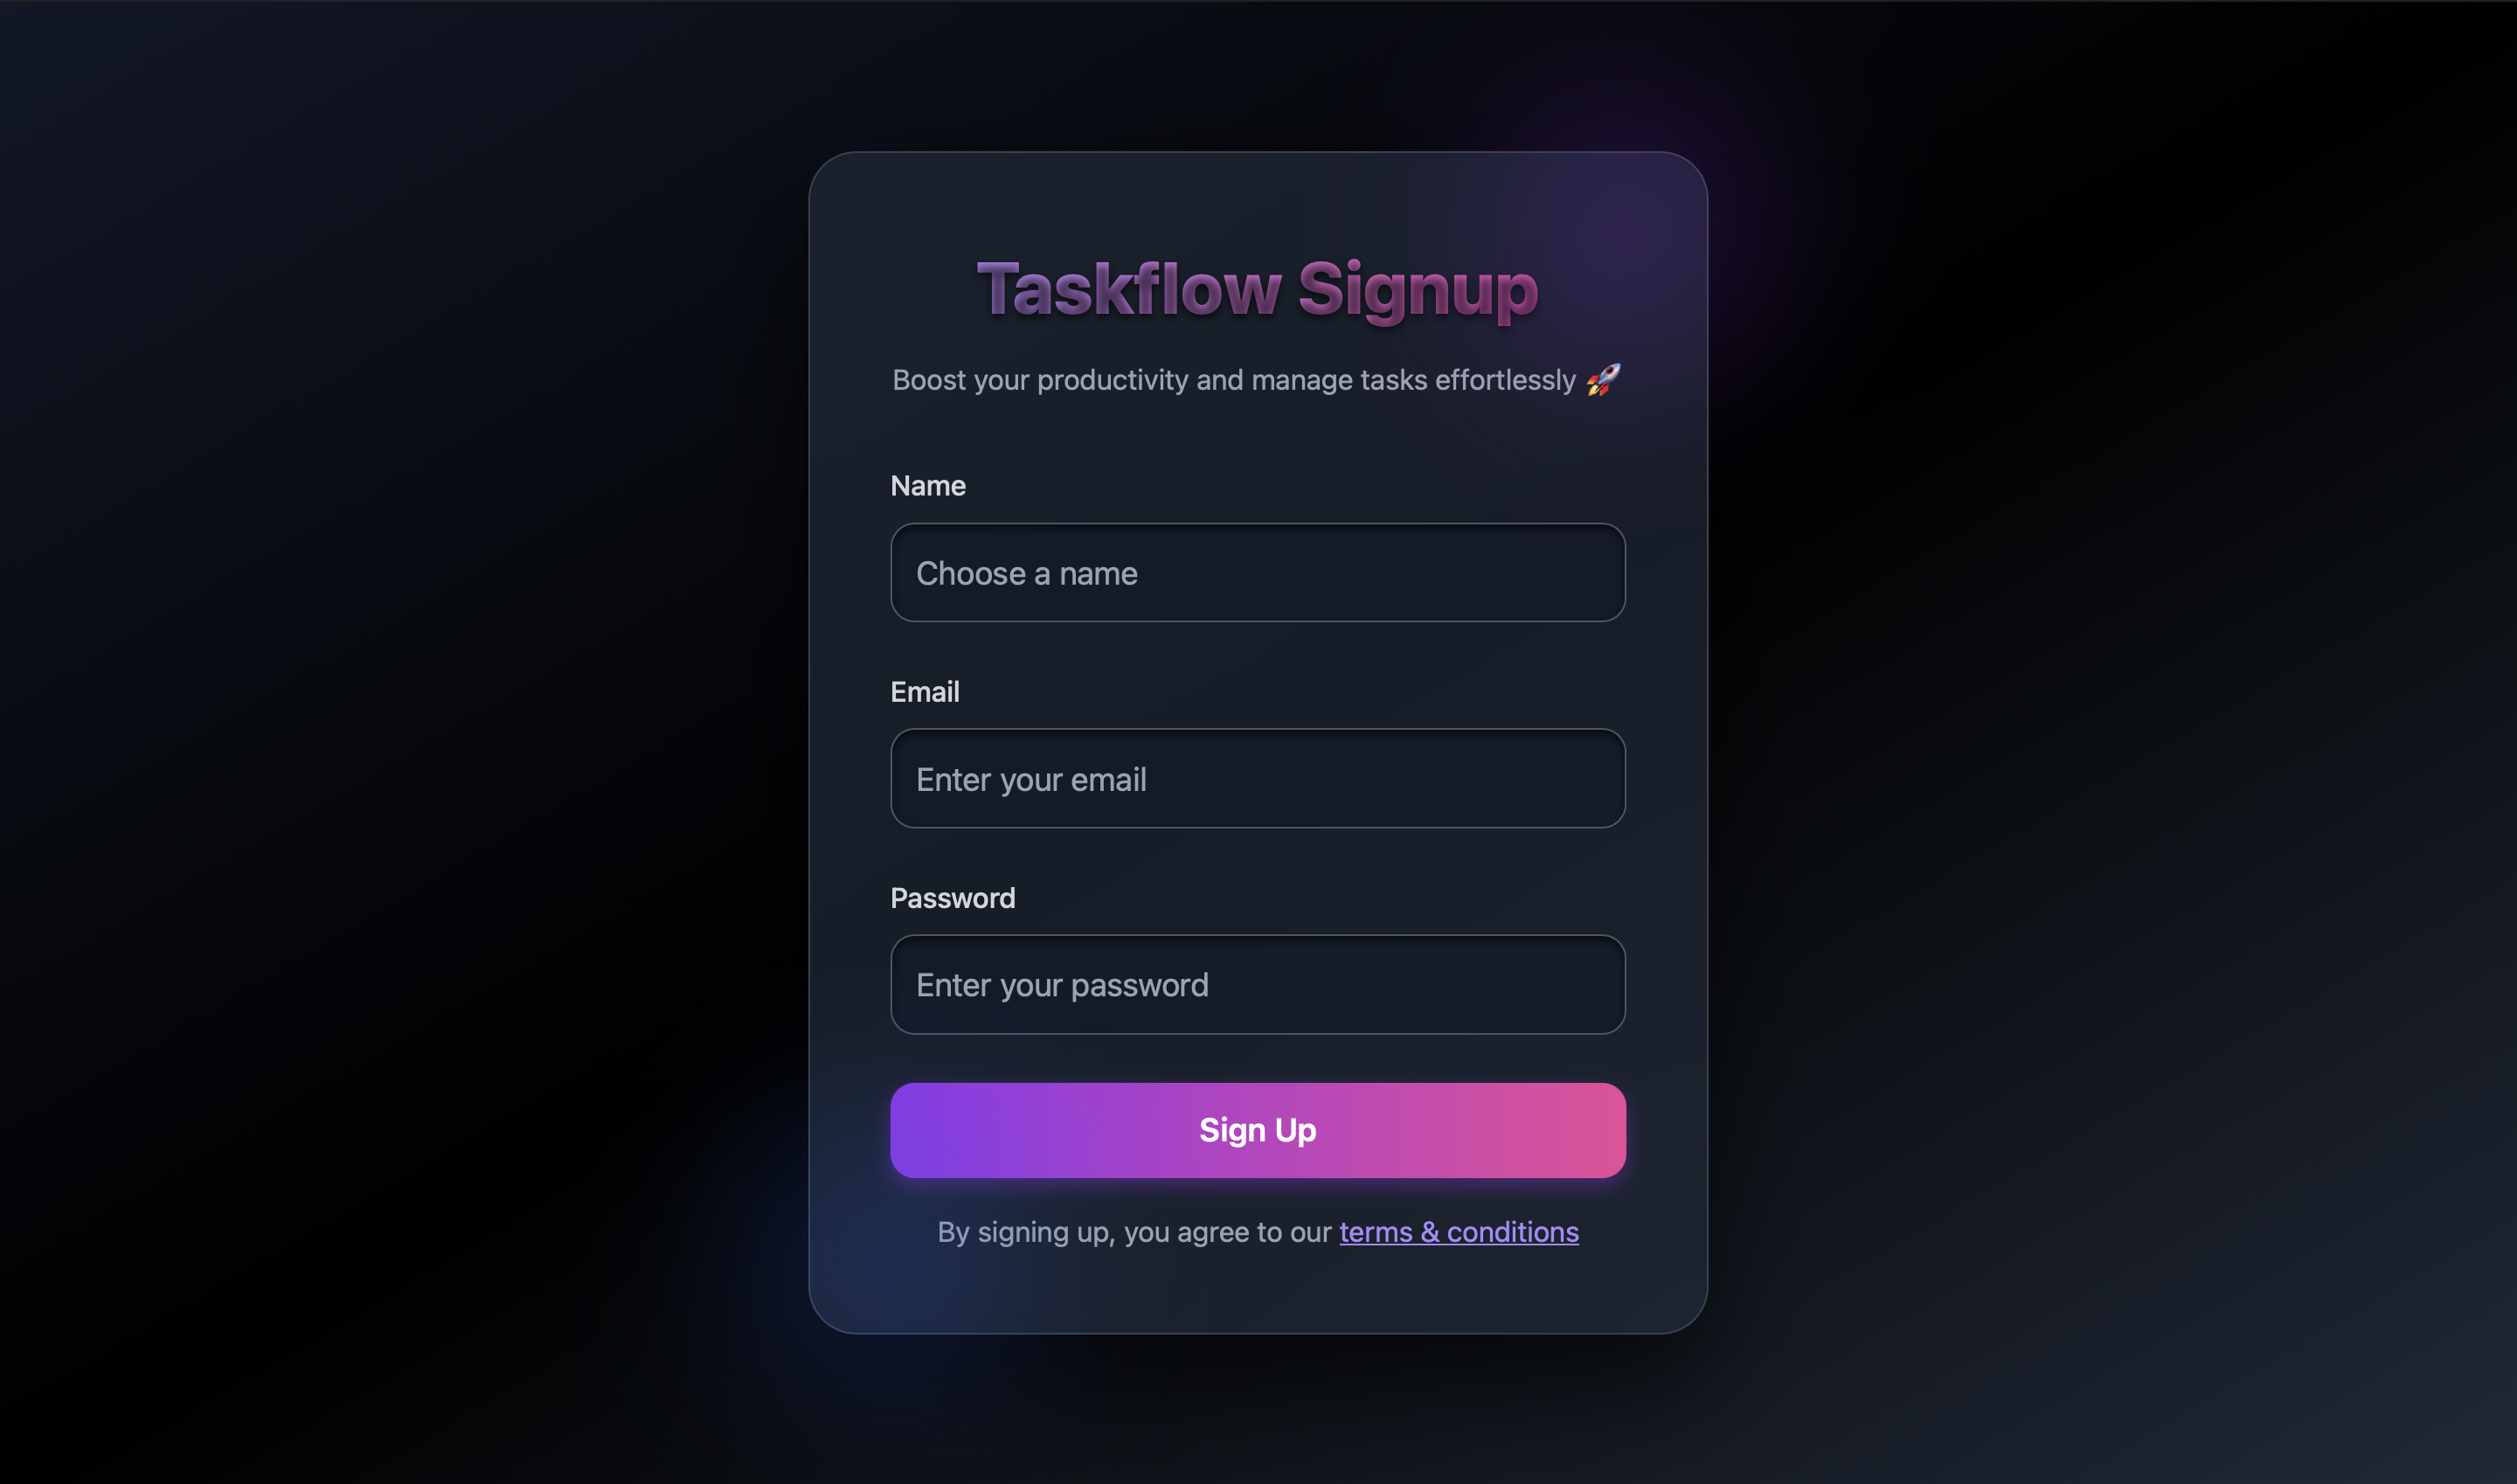 Taskflow Signup
Boost your productivity and manage tasks effortlessly 🚀
Name
Choose a name
Email
Enter your email
Password
Enter your password
Sign Up
By signing up, you agree to our terms & conditions